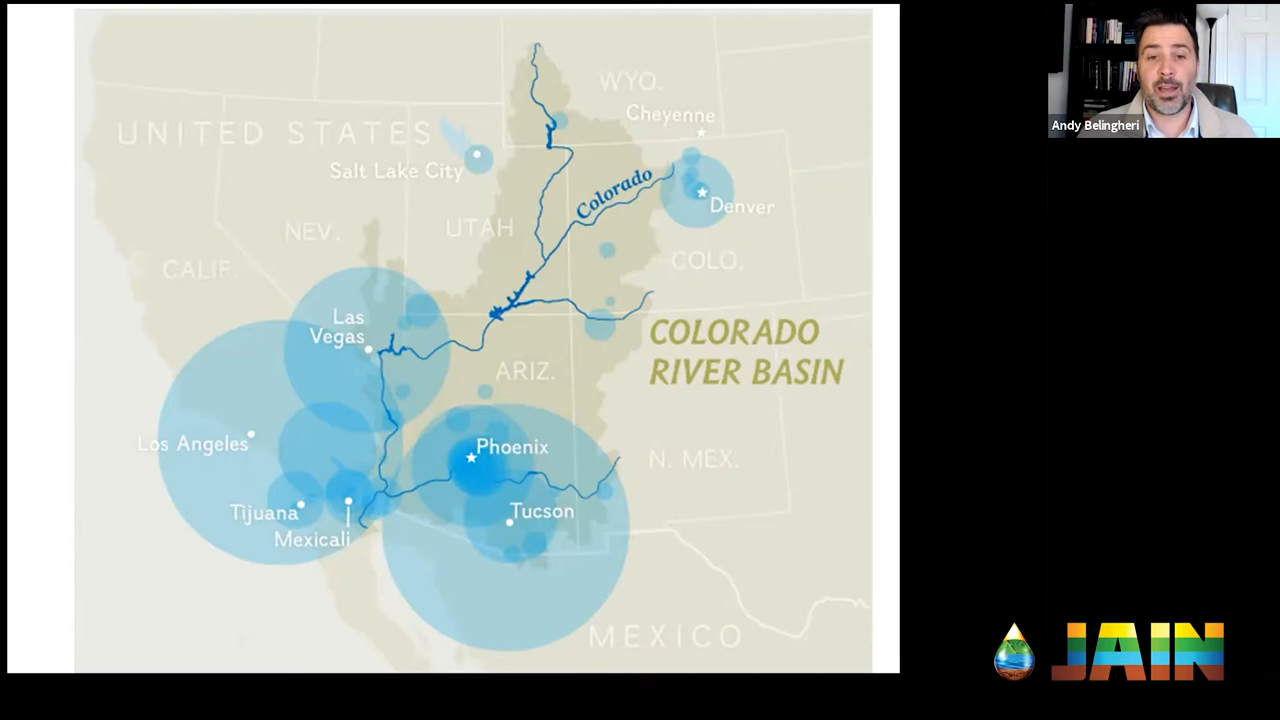 WYO.
Cheyenne
UNITED STATES
Salt Lake City
Colorado
Denver
NEV.
UTAH
CALIF.
COLO.
Las
Vegas
COLORADO
RIVER BASIN
ARIZ.
Los Angeles
Phoenix
N. MEX.
Tijuana
Tucson
Mexicali
MEXICO
Andy Belingheri
JAIN